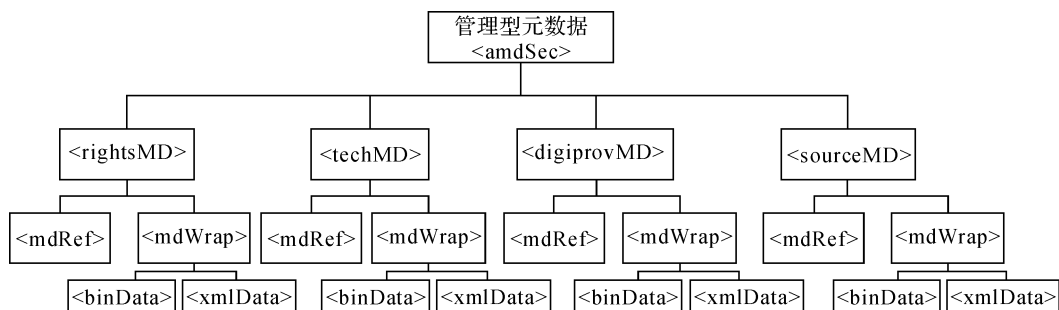 管理型元数据
<amdSec>
<rightsMD> <techMD> <digiprovMD> <sourceMD>
<mdRef> <mdWrap> <mdRef> <mdWrap> <mdRef> <mdWrap> <mdRef> <mdWrap>
<binData> <xmlData> <binData> <xmlData> <binData> <xmlData> <binData> <xmlData>